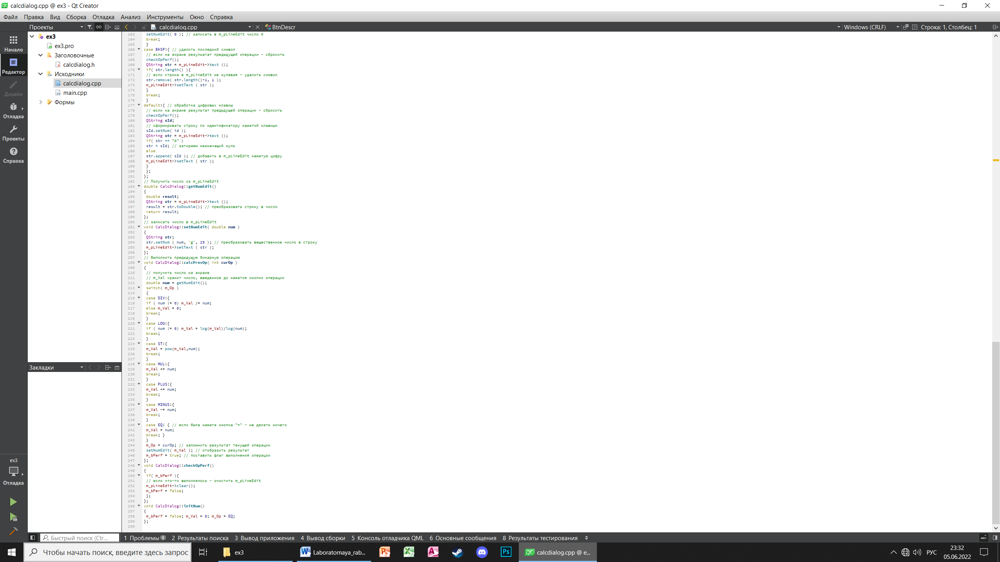 calcdialog.cpp @ ex3 - Qt Creator
Файл Правка Вид Сборка Отладка Анализ Инструменты Окно Справка
Проекты
calcdialog.cpp
BtnDescr
Windows (CRLF)
Строка: 1, Столбец: 1
Начало
Редактор
Дизайн
Отладка
Проекты
Справка
ex3
ex3.pro
Заголовочные
calcdialog.h
Исходники
calcdialog.cpp
main.cpp
Формы
Закладки
163 setNumEdit( 0 ); // записать в m_pLineEdit число 0
164 break;
165 }
166 case BKSP:{ // удалить последний символ
167 // если на экране результат предыдущей операции - сбросить
168 checkOpPerf();
169 QString str = m_pLineEdit->text ();
170 if( str.length() ){
171 // если строка в m_pLineEdit не нулевая - удалить символ
172 str.remove( str.length()-1, 1 );
173 m_pLineEdit->setText ( str );
174 }
175 break;
176 }
177 default:{ // обработка цифровых клавиш
178 // если на экране результат предыдущей операции - сбросить
179 checkOpPerf();
180 QString sId;
181 // сформировать строку по идентификатору нажатой клавиши
182 sId.setNum( id );
183 QString str = m_pLineEdit->text ();
184 if( str == "0" )
185 str = sId; // затираем незначащий нуль
186 else
187 str.append( sId ); // добавить в m_pLineEdit нажатую цифру
188 m_pLineEdit->setText ( str );
189 }
190 };
191 };
192 // Получить число из m_pLineEdit
193 double CalcDialog::getNumEdit()
194 {
195 double result;
196 QString str = m_pLineEdit->text ();
197 result = str.toDouble(); // преобразовать строку в число
198 return result;
199 };
200 // записать число в m_pLineEdit
201 void CalcDialog::setNumEdit( double num )
202 {
203 QString str;
204 str.setNum ( num, 'g', 25 ); // преобразовать вещественное число в строку
205 m_pLineEdit->setText ( str );
206 };
207 // Выполнить предыдущую бинарную операцию
208 void CalcDialog::calcPrevOp( int curOp )
209 {
210 // получить число на экране
211 // m_Val хранит число, введенное до нажатия кнопки операции
212 double num = getNumEdit();
213 switch( m_Op )
214 {
215 case DIV:{
216 if ( num != 0) m_Val /= num;
217 else m_Val = 0;
218 break;
219 }
220 case LOG:{
221 if ( num != 0) m_Val = log(m_Val)/log(num);
222 break;
223 }
224 case ST:{
225 m_Val = pow(m_Val,num);
226 break;
227 }
228 case MUL:{
229 m_Val *= num;
230 break;
231 }
232 case PLUS:{
233 m_Val += num;
234 break;
235 }
236 case MINUS:{
237 m_Val -= num;
238 break;
239 }
240 case EQ: { // если была нажата кнопка "=" - не делать ничего
241 m_Val = num;
242 break; }
243 }
244 m_Op = curOp; // запомнить результат текущей операции
245 setNumEdit( m_Val ); // отобразить результат
246 m_bPerf = true; // поставить флаг выполнения операции
247 };
248 void CalcDialog::checkOpPerf()
249 {
250 if( m_bPerf ){
251 // если что-то выполнялось - очистить m_pLineEdit
252 m_pLineEdit->clear();
253 m_bPerf = false;
254 };
255 };
256 void CalcDialog::initNum()
257 {
258 m_bPerf = false; m_Val = 0; m_Op = EQ;
259 };
260
ex3
Отладка
Быстрый поиск (Ctr...
1 Проблемы 1 2 Результаты поиска 3 Вывод приложения 4 Вывод сборки 5 Консоль отладчика QML 6 Основные сообщения 8 Результаты тестирования
Чтобы начать поиск, введите здесь запрос
ex3
Laboratornaya_rab...
calcdialog.cpp @ e...
РУС
23:32
05.06.2022